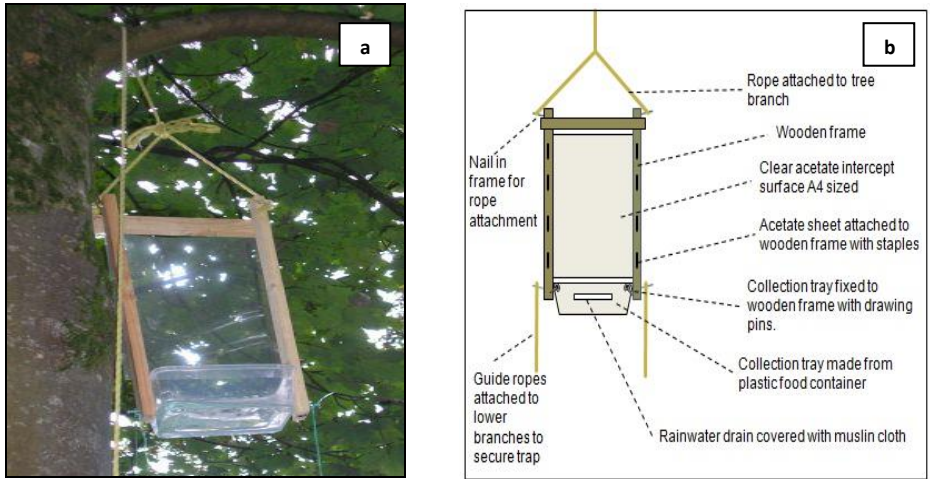 a
b
Rope attached to tree
branch
Wooden frame
Nail in
frame for
rope
attachment
Clear acetate intercept
surface A4 sized
Acetate sheet attached to
wooden frame with staples
Collection tray fixed to
wooden frame with drawing
pins.
Collection tray made from
plastic food container
Guide ropes
attached to
lower
branches to
secure trap
Rainwater drain covered with muslin cloth